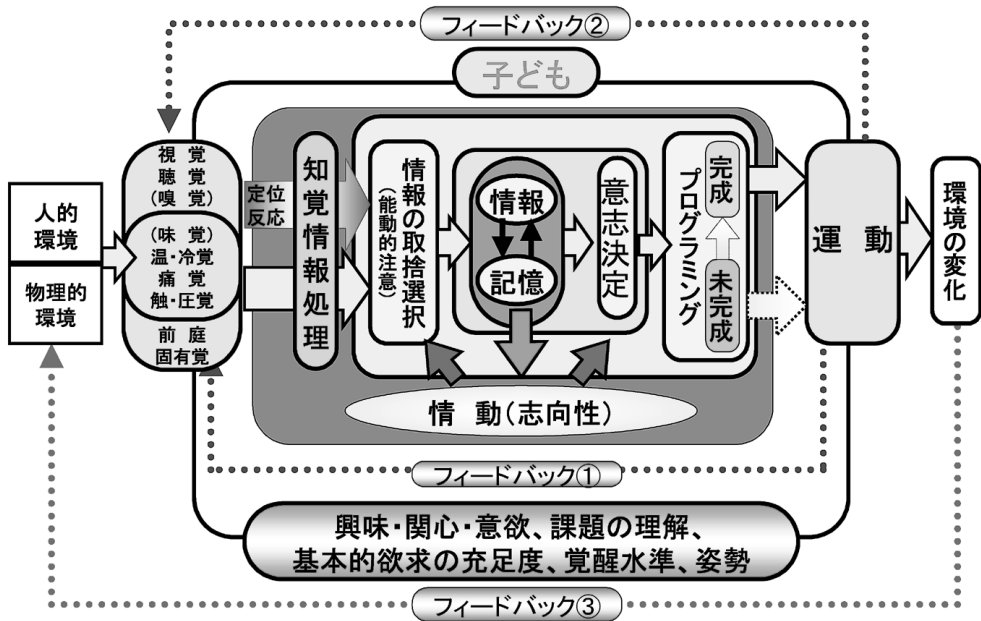 フィードバック②
子ども
人的
環境
物理的
環境
視 覚
聴 覚
(嗅 覚)
(味 覚)
温・冷覚
痛 覚
触・圧覚
前 庭
固有覚
定位
反応
知覚情報処理
情報の取捨選択
(能動的注意)
情報
記憶
意志決定
プログラミング
完成
未完成
運 動
環境の変化
情 動(志向性)
フィードバック①
興味・関心・意欲、課題の理解、
基本的欲求の充足度、覚醒水準、姿勢
フィードバック③